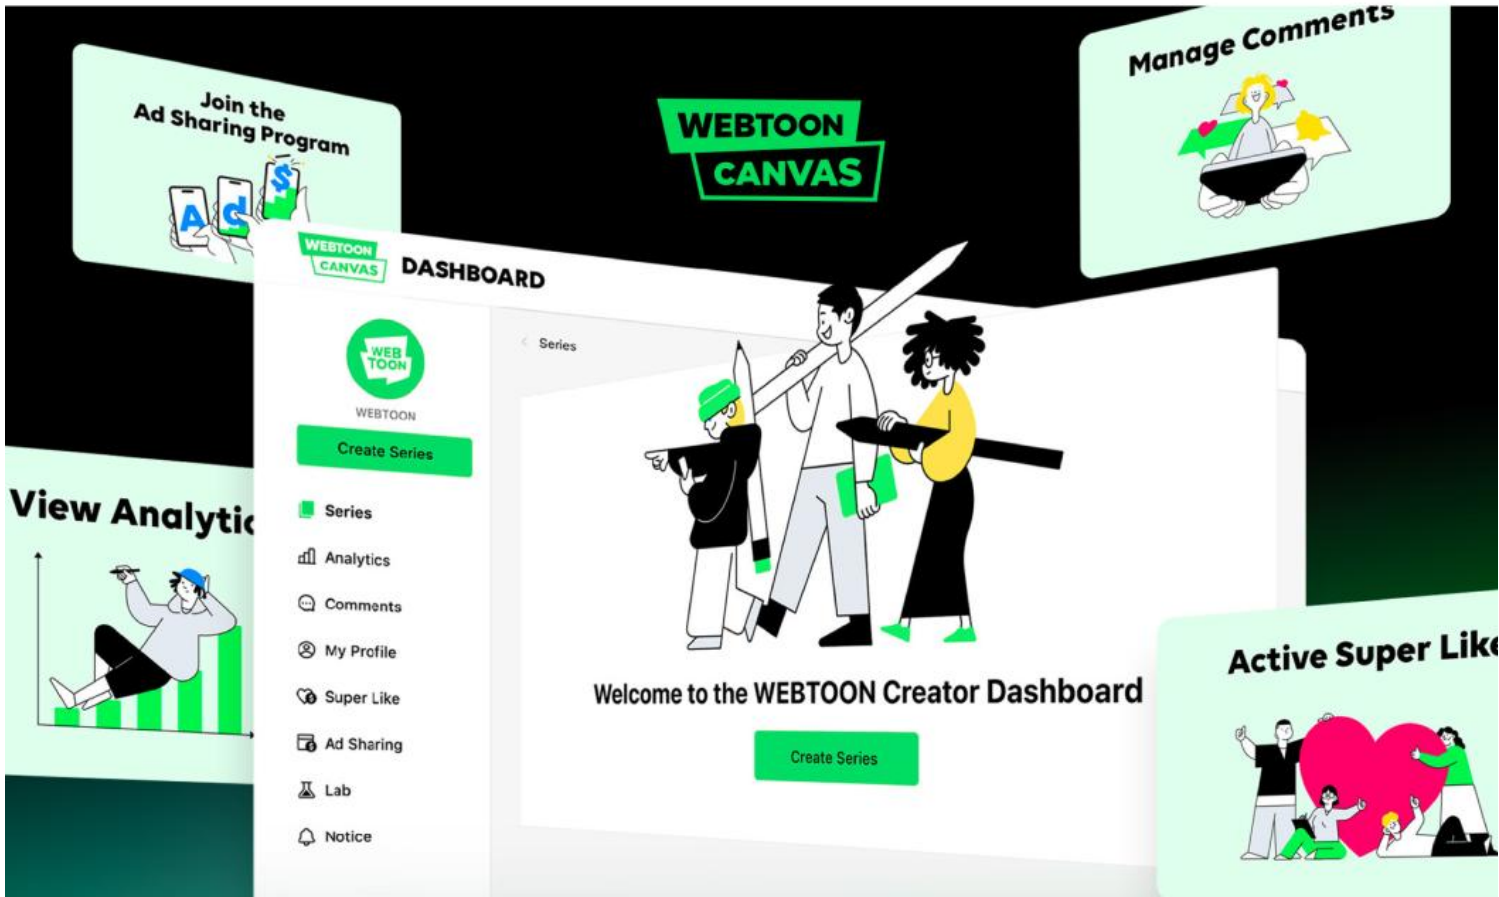 Join the
Ad Sharing Program
A
d
$
WEBTOON
CANVAS
Manage Comments
WEBTOON
CANVAS
DASHBOARD
WEB
TOON
WEBTOON
Create Series
Series
Analytics
Comments
My Profile
Super Like
Ad Sharing
Lab
Notice
Series
Welcome to the WEBTOON Creator Dashboard
Create Series
View Analytic
Active Super Like